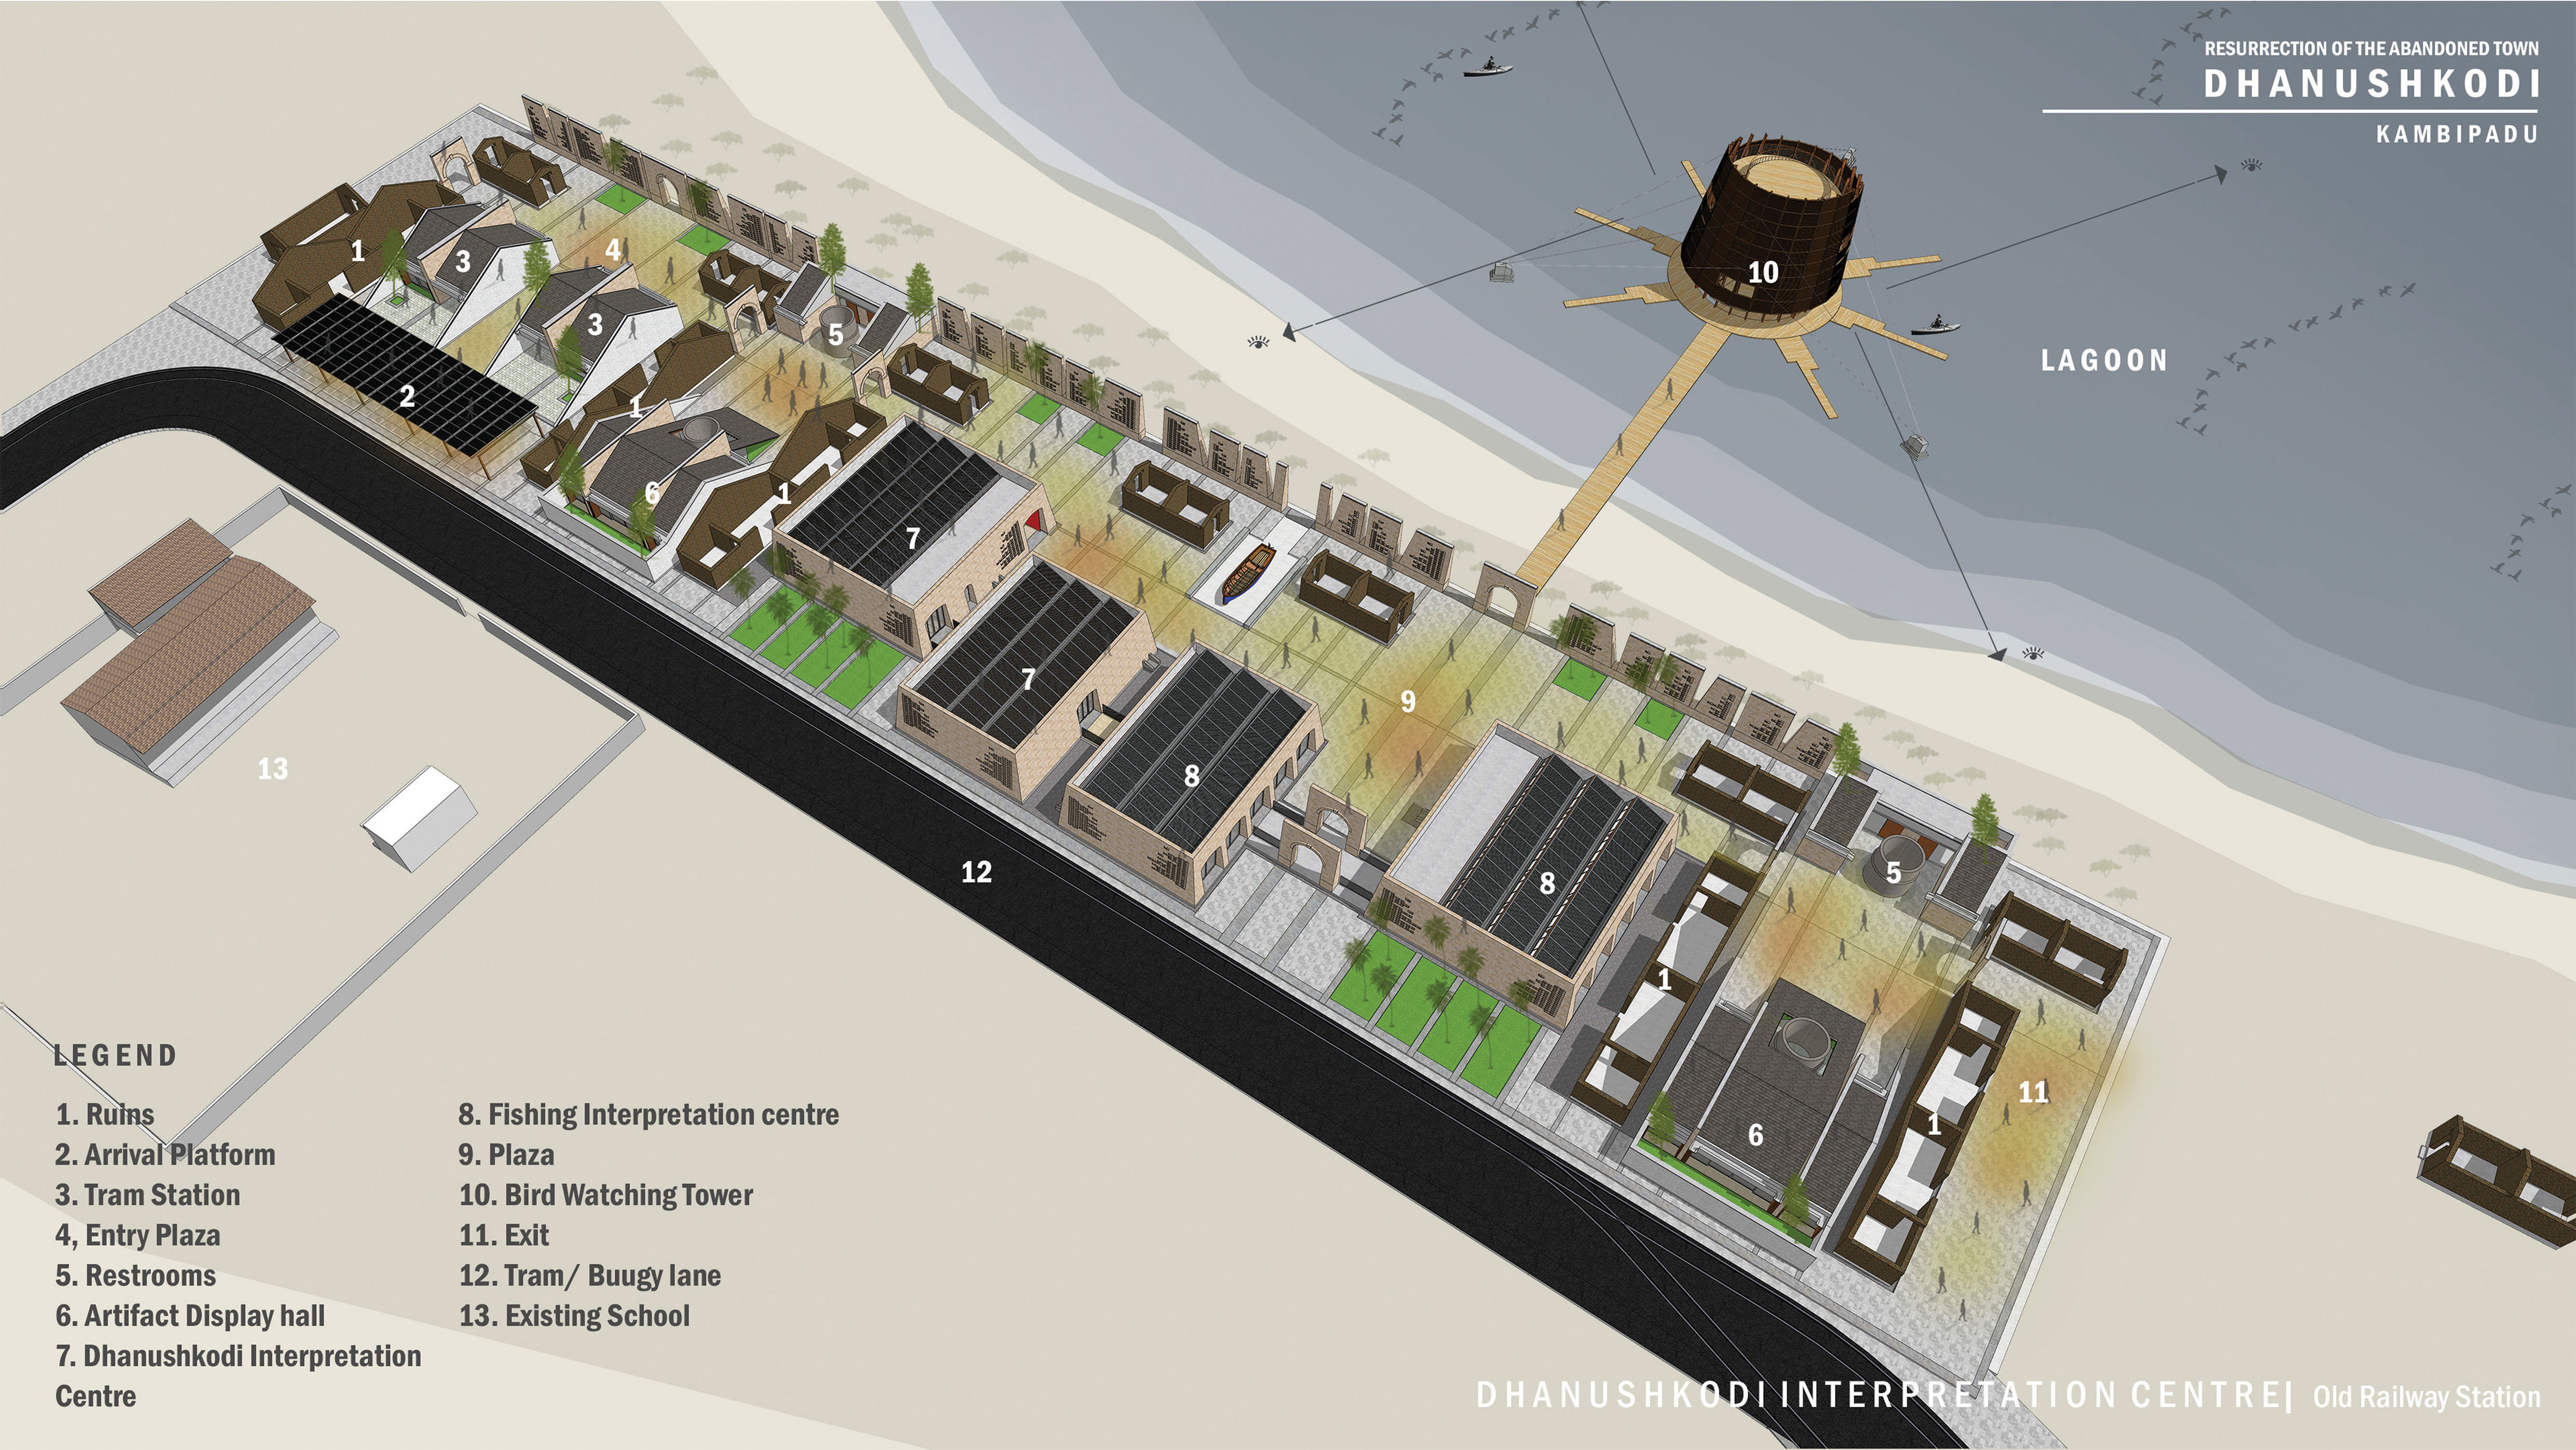 RESURRECTION OF THE ABANDONED TOWN
DHANUSHKODI
KAMBIPADU
LAGOON
1
3
4
3
5
2
1
6
1
7
7
8
9
8
10
5
1
6
1
11
12
13
LEGEND
1. Ruins
2. Arrival Platform
3. Tram Station
4, Entry Plaza
5. Restrooms
6. Artifact Display hall
7. Dhanushkodi Interpretation
Centre
8. Fishing Interpretation centre
9. Plaza
10. Bird Watching Tower
11. Exit
12. Tram/ Buugy lane
13. Existing School
DHANUSHKODI INTERPRETATION CENTRE| Old Railway Station